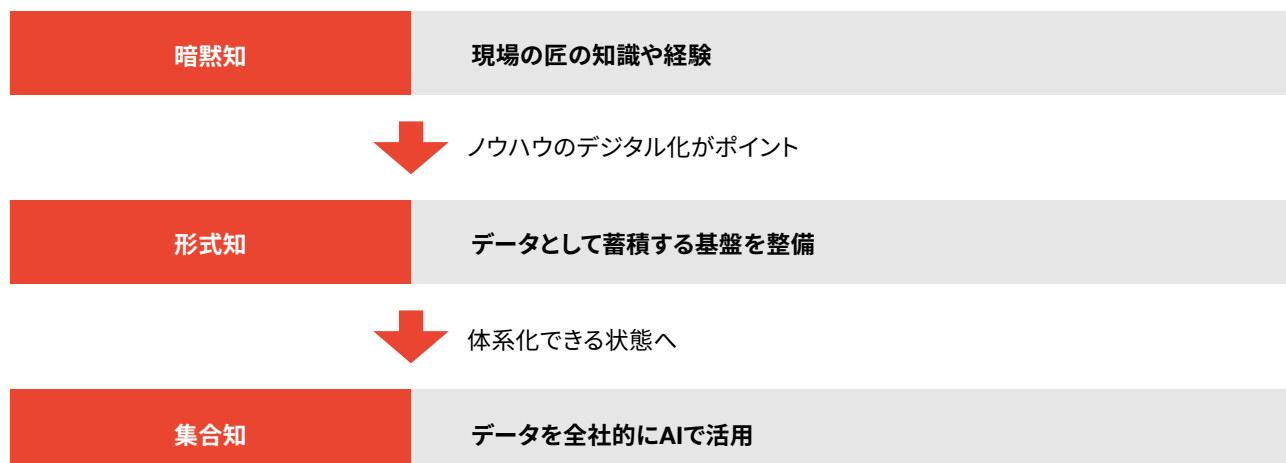 暗黙知
現場の匠の知識や経験
ノウハウのデジタル化がポイント
形式知
データとして蓄積する基盤を整備
体系化できる状態へ
集合知
データを全社的にAIで活用